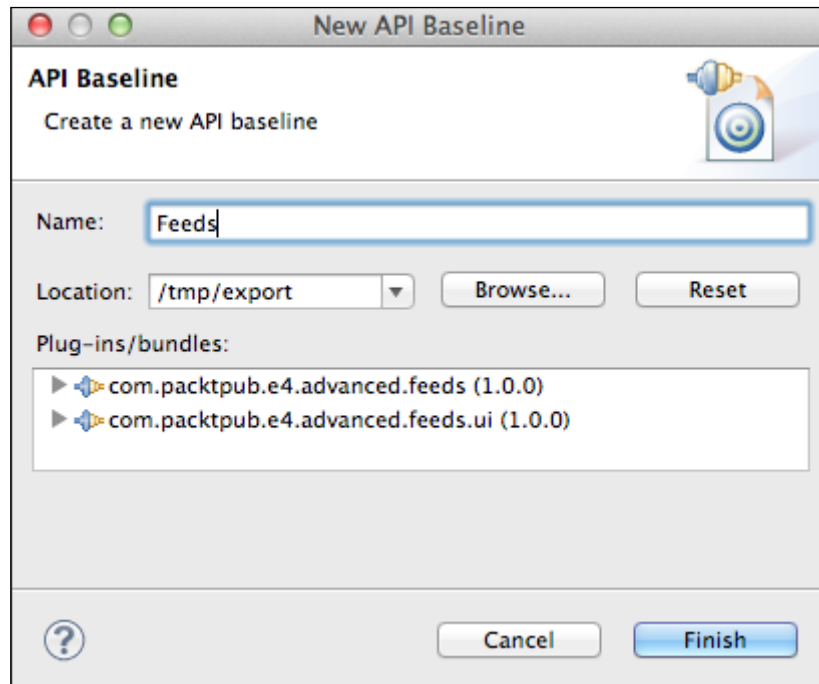 New API Baseline
API Baseline
Create a new API baseline
Name: Feeds
Location: /tmp/export Browse... Reset
Plug-ins/bundles:
com.packtpub.e4.advanced.feeds (1.0.0)
com.packtpub.e4.advanced.feeds.ui (1.0.0)
? Cancel Finish